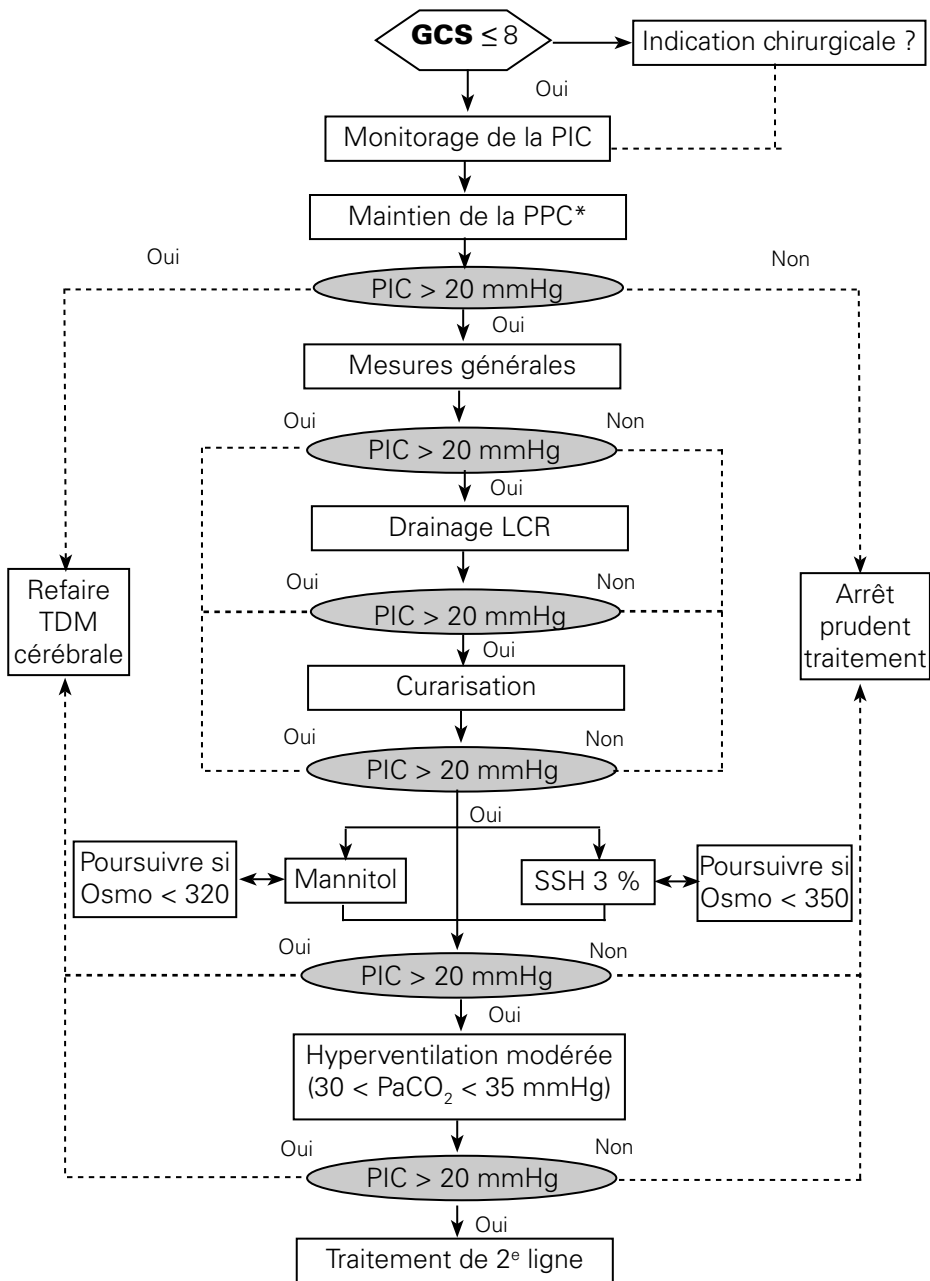 GCS ≤ 8
Indication chirurgicale ?
Oui
Monitorage de la PIC
Maintien de la PPC*
Oui
Non
PIC > 20 mmHg
Oui
Mesures générales
Oui
Non
PIC > 20 mmHg
Oui
Drainage LCR
Oui
Non
PIC > 20 mmHg
Refaire
TDM
cérébrale
Arrêt
prudent
traitement
Oui
Curarisation
Oui
Non
PIC > 20 mmHg
Oui
Poursuivre si
Osmo < 320
Mannitol
SSH 3 %
Poursuivre si
Osmo < 350
Oui
Non
PIC > 20 mmHg
Oui
Hyperventilation modérée
(30 < PaCO₂ < 35 mmHg)
Oui
Non
PIC > 20 mmHg
Oui
Traitement de 2ᵉ ligne